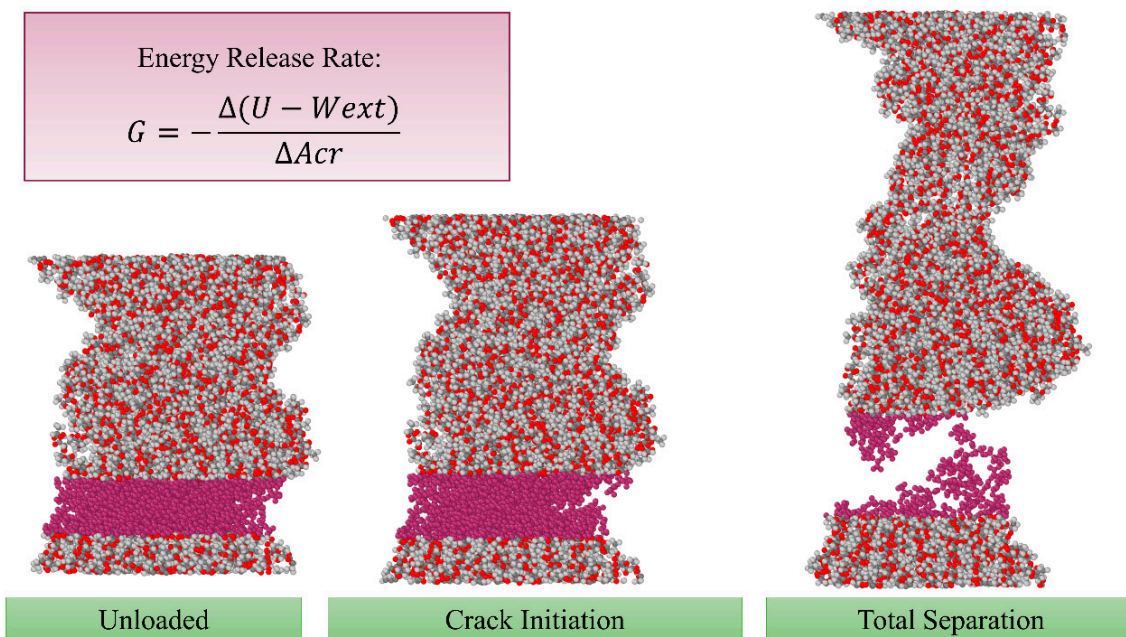 Energy Release Rate:
G = −Δ(U − Wext)/ΔAcr
Unloaded
Crack Initiation
Total Separation